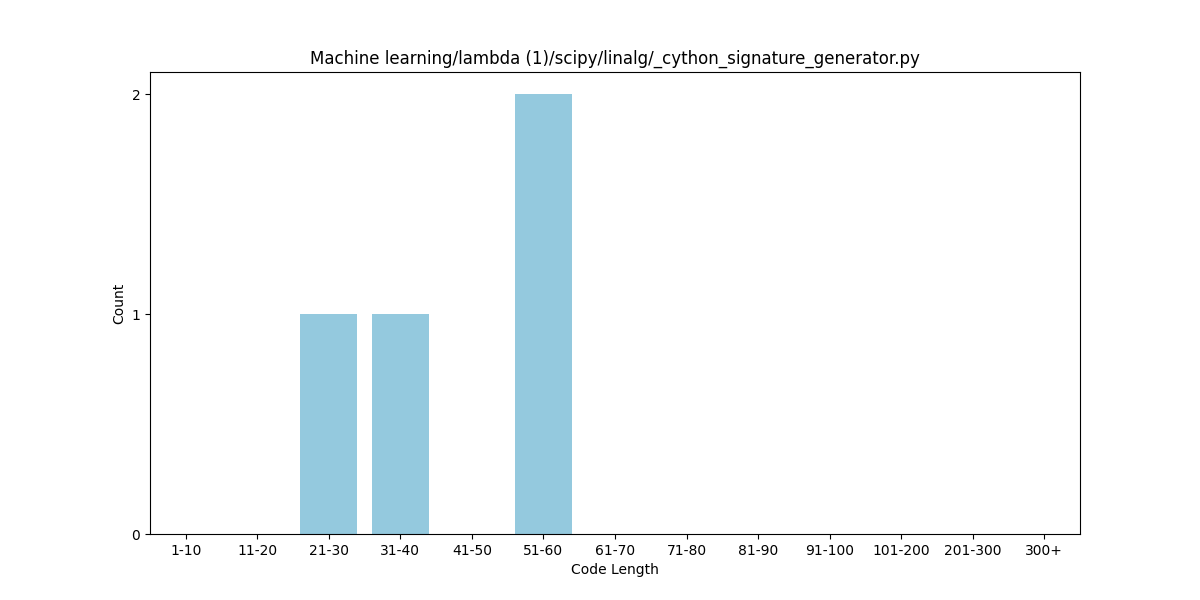 Machine learning/lambda (1)/scipy/linalg/_cython_signature_generator.py
Count
2
1
0
1-10 11-20 21-30 31-40 41-50 51-60 61-70 71-80 81-90 91-100 101-200 201-300 300+
Code Length